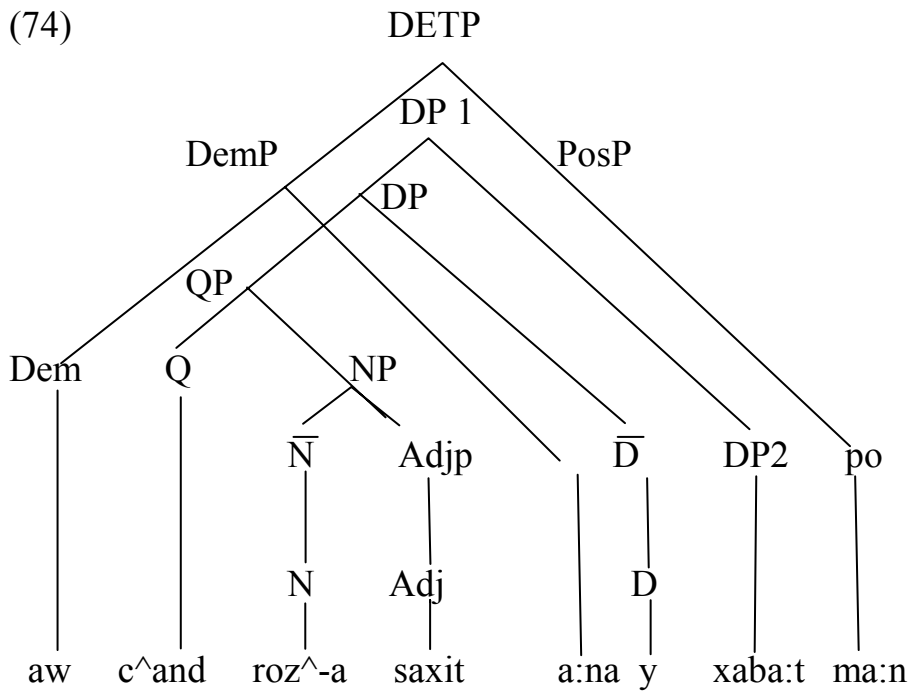 (74) DETP
DP 1
DemP PosP
DP
QP
Dem Q NP
N̅ Adjp D̅ DP2 po
N Adj D
aw c^and roz^-a saxit a:na y xaba:t ma:n